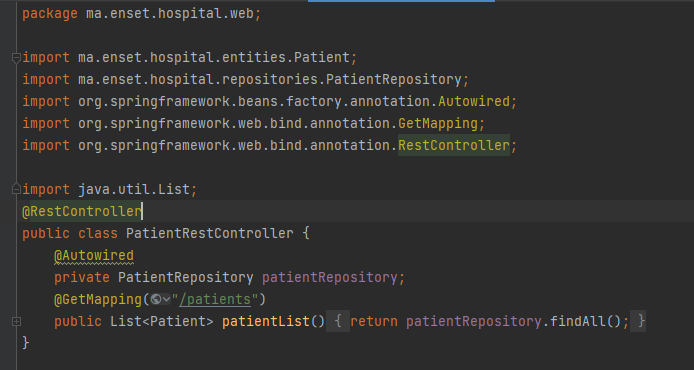 package ma.enset.hospital.web;
import ma.enset.hospital.entities.Patient;
import ma.enset.hospital.repositories.PatientRepository;
import org.springframework.beans.factory.annotation.Autowired;
import org.springframework.web.bind.annotation.GetMapping;
import org.springframework.web.bind.annotation.RestController;
import java.util.List;
@RestController
public class PatientRestController {
@Autowired
private PatientRepository patientRepository;
@GetMapping("/patients")
public List<Patient> patientList() { return patientRepository.findAll(); }
}